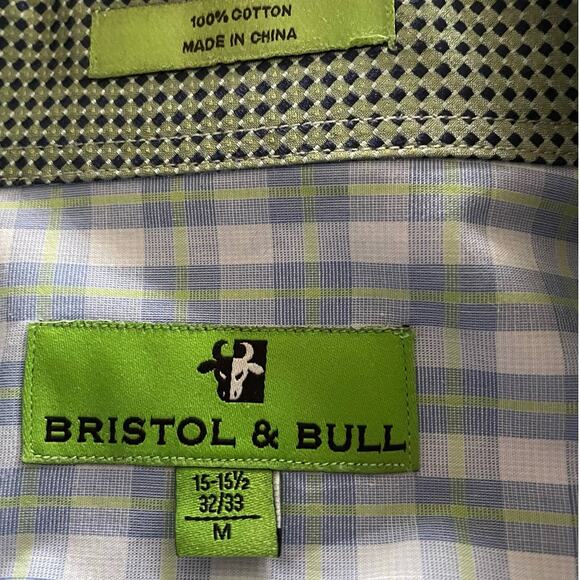 100% COTTON
MADE IN CHINA
BRISTOL & BULL
15-15½
32/33
M